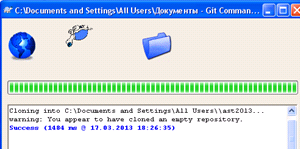 C:\Documents and Settings\All Users\Документы - Git Comman...
Cloning into C:\Documents and Settings\All Users\\ast2013...
warning: You appear to have cloned an empty repository.
Success (1484 ms @ 17.03.2013 18:26:35)